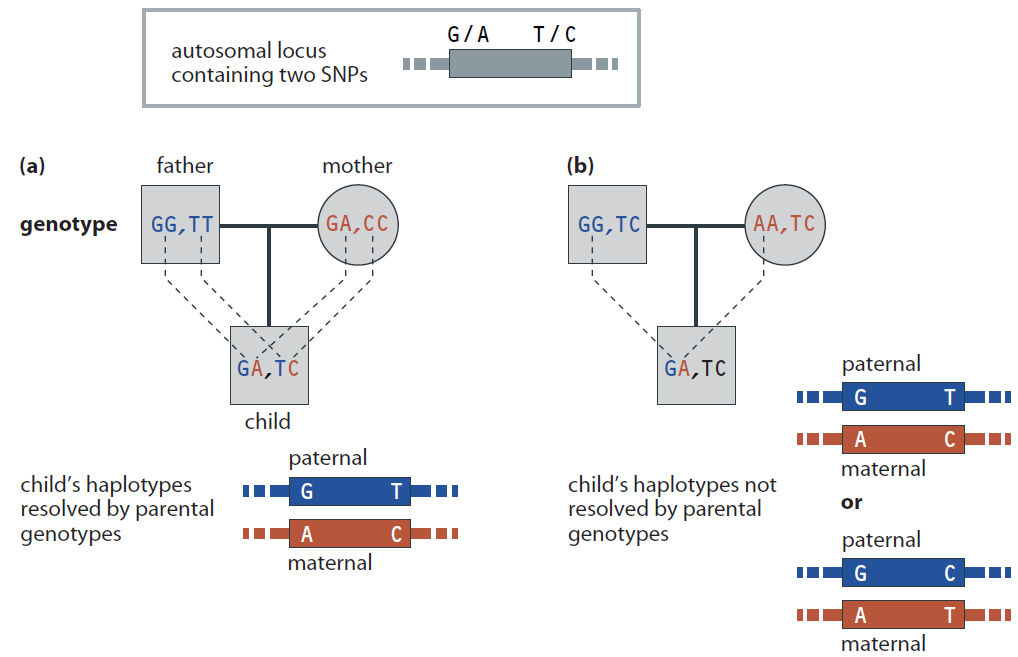 G/A T/C
autosomal locus
containing two SNPs
(a)
father
mother
genotype
GG,TT
GA,CC
GA,TC
child
child's haplotypes
resolved by parental
genotypes
paternal
G T
A C
maternal
(b)
GG,TC
AA,TC
GA,TC
child's haplotypes not
resolved by parental
genotypes
paternal
G T
A C
maternal
or
paternal
G C
A T
maternal